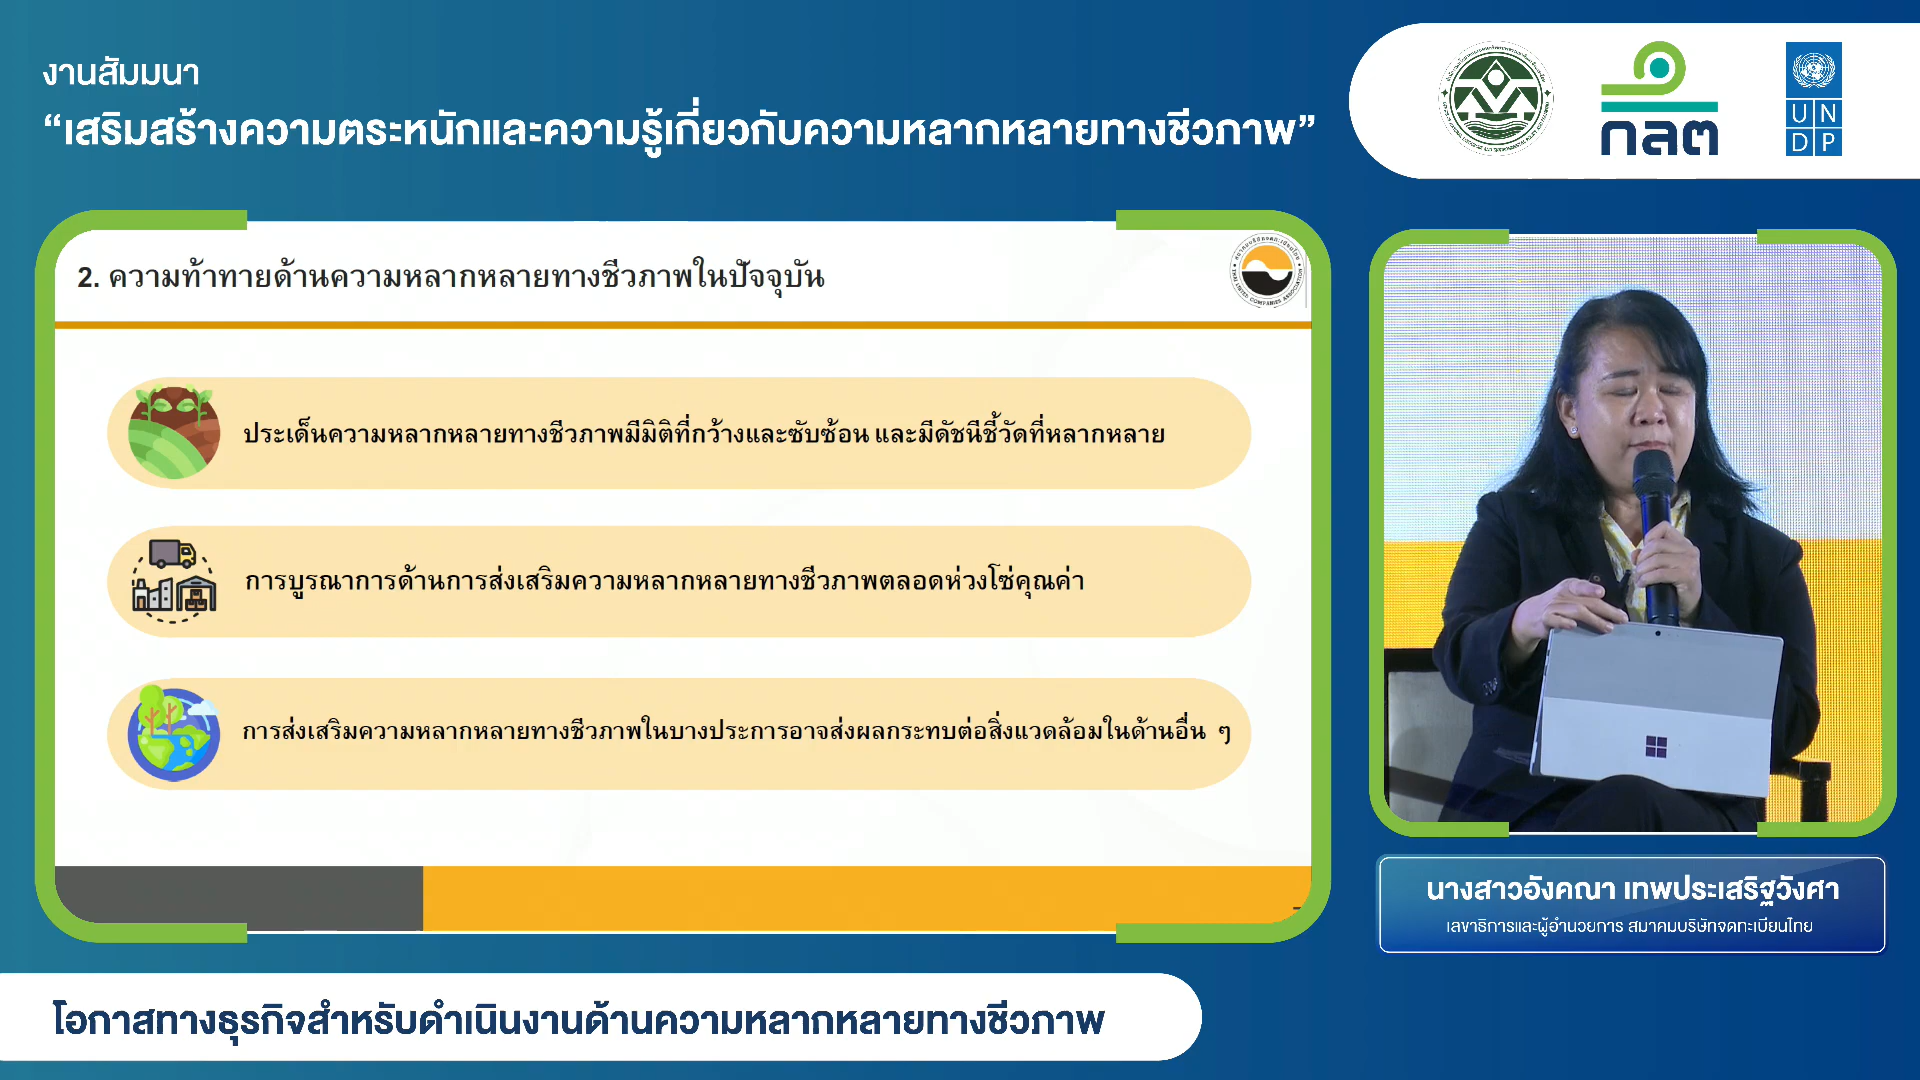 งานสัมมนา
“เสริมสร้างความตระหนักและความรู้เกี่ยวกับความหลากหลายทางชีวภาพ”
กลต
UN
DP
2. ความท้าทายด้านความหลากหลายทางชีวภาพในปัจจุบัน
THAI LISTED COMPANIES ASSOCIATION
ประเด็นความหลากหลายทางชีวภาพมีมิติที่กว้างและซับซ้อน และมีดัชนีชี้วัดที่หลากหลาย
การบูรณาการด้านการส่งเสริมความหลากหลายทางชีวภาพตลอดห่วงโซ่คุณค่า
การส่งเสริมความหลากหลายทางชีวภาพในบางประการอาจส่งผลกระทบต่อสิ่งแวดล้อมในด้านอื่น ๆ
นางสาวอังคณา เทพประเสริฐวังศา
เลขาธิการและผู้อำนวยการ สมาคมบริษัทจดทะเบียนไทย
โอกาสทางธุรกิจสำหรับดำเนินงานด้านความหลากหลายทางชีวภาพ